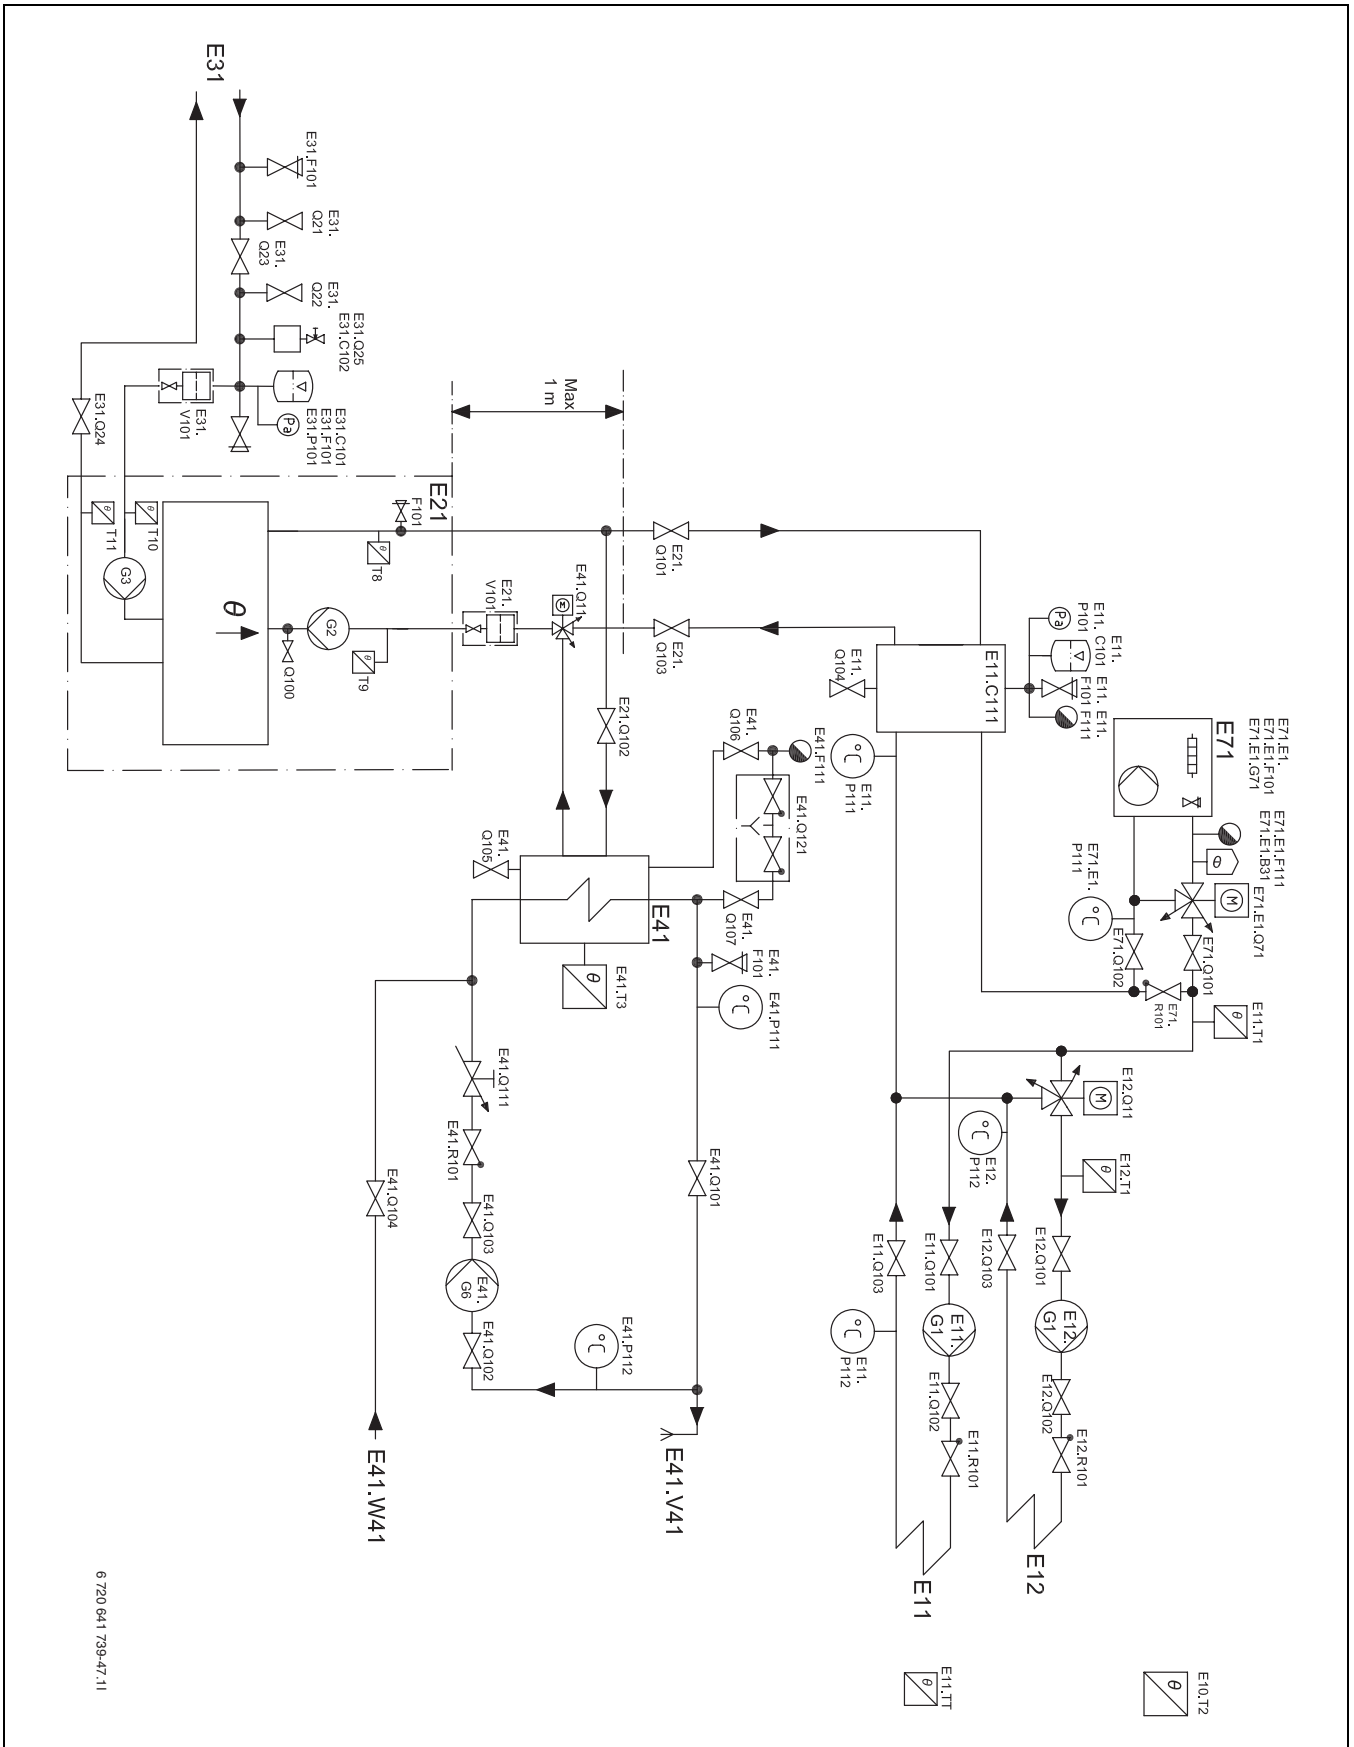 E31
E31.F101
E31.
Q21
E31.
Q23
E31.
Q22
E31.Q25
E31.C102
E31.C101
E31.F101
E31.P101
Pa
E31.
V101
E31.Q24
Max
1 m
E21
F101
θ
T8
θ
T10
θ
T11
G3
θ
G2
Q100
θ
T9
E21.
V101
E41.Q11
M
E21.
Q101
E21.
Q103
E21.Q102
E11.
P101
E11.
C101
E11.
F101
E11.
F111
Pa
E11.C111
E11.
Q104
°C
E11.
P111
E71
E71.E1.
E71.E1.F101
E71.E1.G71
E71.E1.F111
E71.E1.B31
θ
E71.E1.Q71
M
E71.E1.
P111
°C
E71.Q102
E71.Q101
E71.
R101
E11.T1
θ
E41.
Q106
E41.F111
E41.Q121
E41.
Q107
E41.
Q105
E41
E41.T3
θ
E41.
F101
E41.P111
°C
E12.Q11
M
E12.T1
θ
°C
E12.
P112
E41.Q111
E41.R101
E41.Q103
E41.
G6
E41.Q102
E41.Q104
E41.Q101
E41.P112
°C
E11.Q103
E11.Q101
E12.Q103
E12.Q101
E11.
G1
E12.
G1
°C
E11.
P112
E11.Q102
E12.Q102
E11.R101
E12.R101
E41.W41
E41.V41
E11
E12
E11.TT
θ
E10.T2
θ
6 720 641 739-47.1I